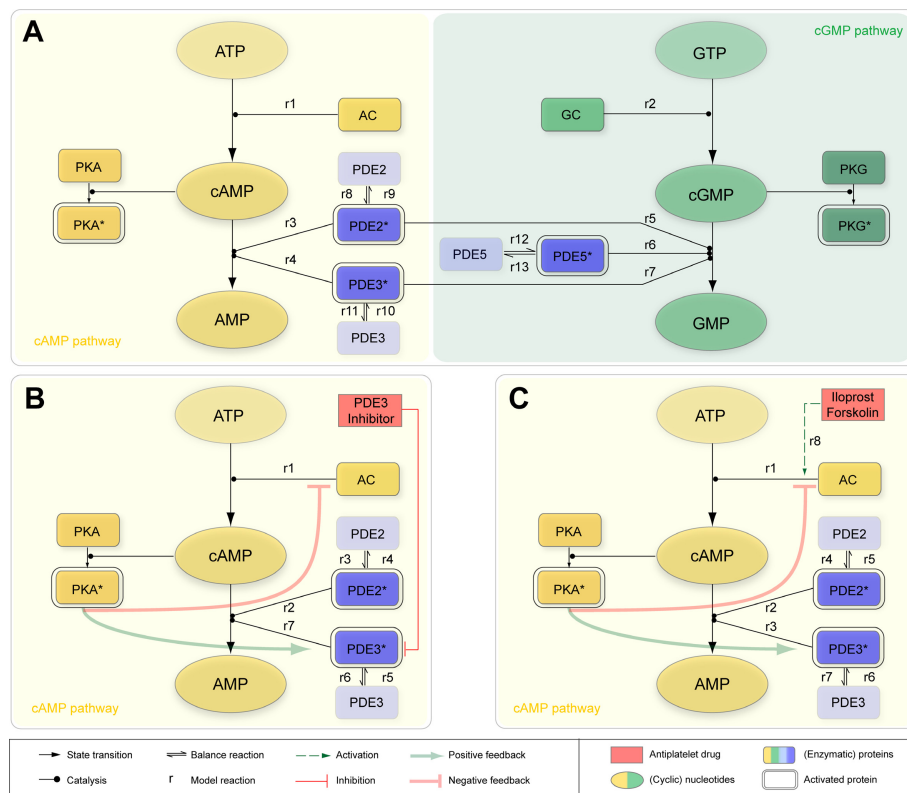 A
cGMP pathway
ATP
GTP
r1
AC
GC
r2
PKA
cAMP
PDE2
r8
r9
cGMP
PKG
PKA*
PDE2*
PKG*
r3
r5
r4
PDE5
r12
r13
PDE5*
r6
r7
PDE3*
AMP
r11
r10
PDE3
GMP
cAMP pathway
B
ATP
PDE3
Inhibitor
r1
AC
PKA
cAMP
PDE2
r3
r4
PKA*
PDE2*
r2
r7
PDE3*
AMP
r6
r5
PDE3
cAMP pathway
C
ATP
Iloprost
Forskolin
r8
r1
AC
PKA
cAMP
PDE2
r4
r5
PKA*
PDE2*
r2
r3
PDE3*
AMP
r7
r6
PDE3
cAMP pathway
State transition
Balance reaction
Activation
Positive feedback
Antiplatelet drug
(Enzymatic) proteins
Catalysis
r
Model reaction
Inhibition
Negative feedback
(Cyclic) nucleotides
Activated protein